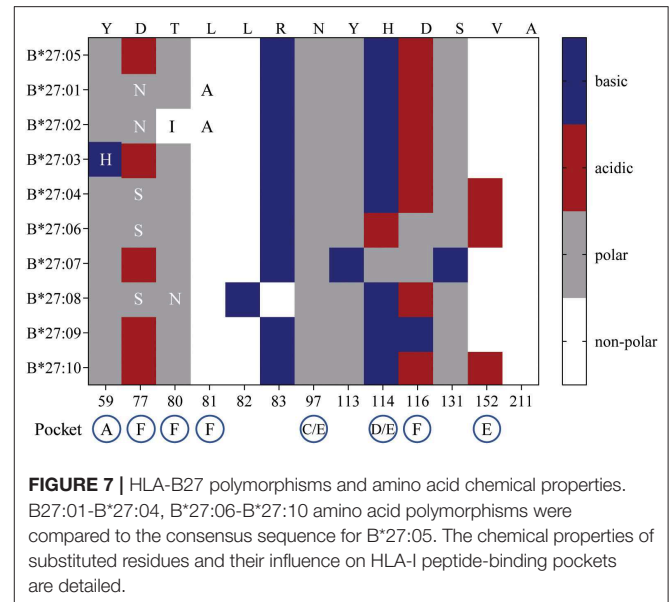 Y D T L L R N Y H D S V A
B*27:05
B*27:01 N A
B*27:02 N I A
B*27:03 H
B*27:04 S
B*27:06 S
B*27:07
B*27:08 S N
B*27:09
B*27:10
basic
acidic
polar
non-polar
59 77 80 81 82 83 97 113 114 116 131 152 211
Pocket A F F F C/E D/E F E
FIGURE 7 | HLA-B27 polymorphisms and amino acid chemical properties.
B27:01-B*27:04, B*27:06-B*27:10 amino acid polymorphisms were
compared to the consensus sequence for B*27:05. The chemical properties of
substituted residues and their influence on HLA-I peptide-binding pockets
are detailed.